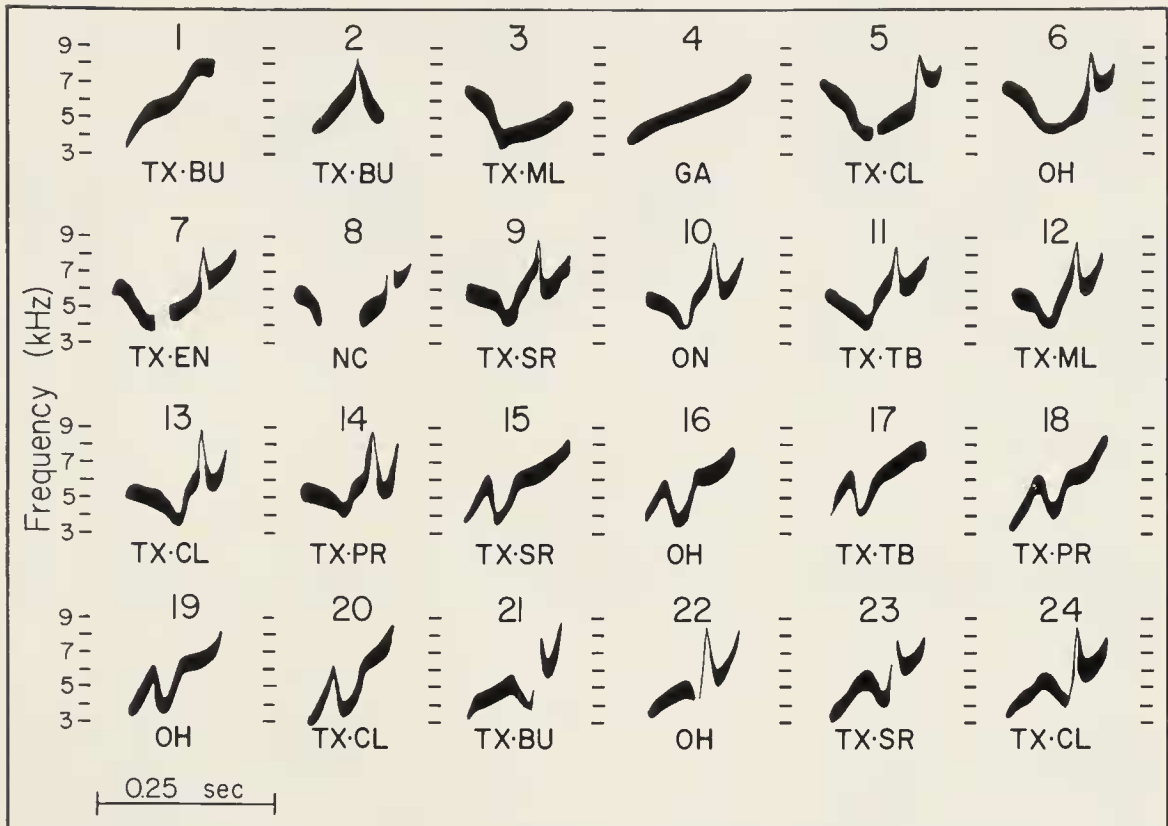 1 2 3 4 5 6
9-
7-
5-
3-
TX·BU TX·BU TX·ML GA TX·CL OH
7 8 9 10 11 12
9-
7-
5-
3-
TX·EN NC TX·SR ON TX·TB TX·ML
Frequency (kHz)
13 14 15 16 17 18
9-
7-
5-
3-
TX·CL TX·PR TX·SR OH TX·TB TX·PR
19 20 21 22 23 24
9-
7-
5-
3-
OH TX·CL TX·BU OH TX·SR TX·CL
0.25 sec